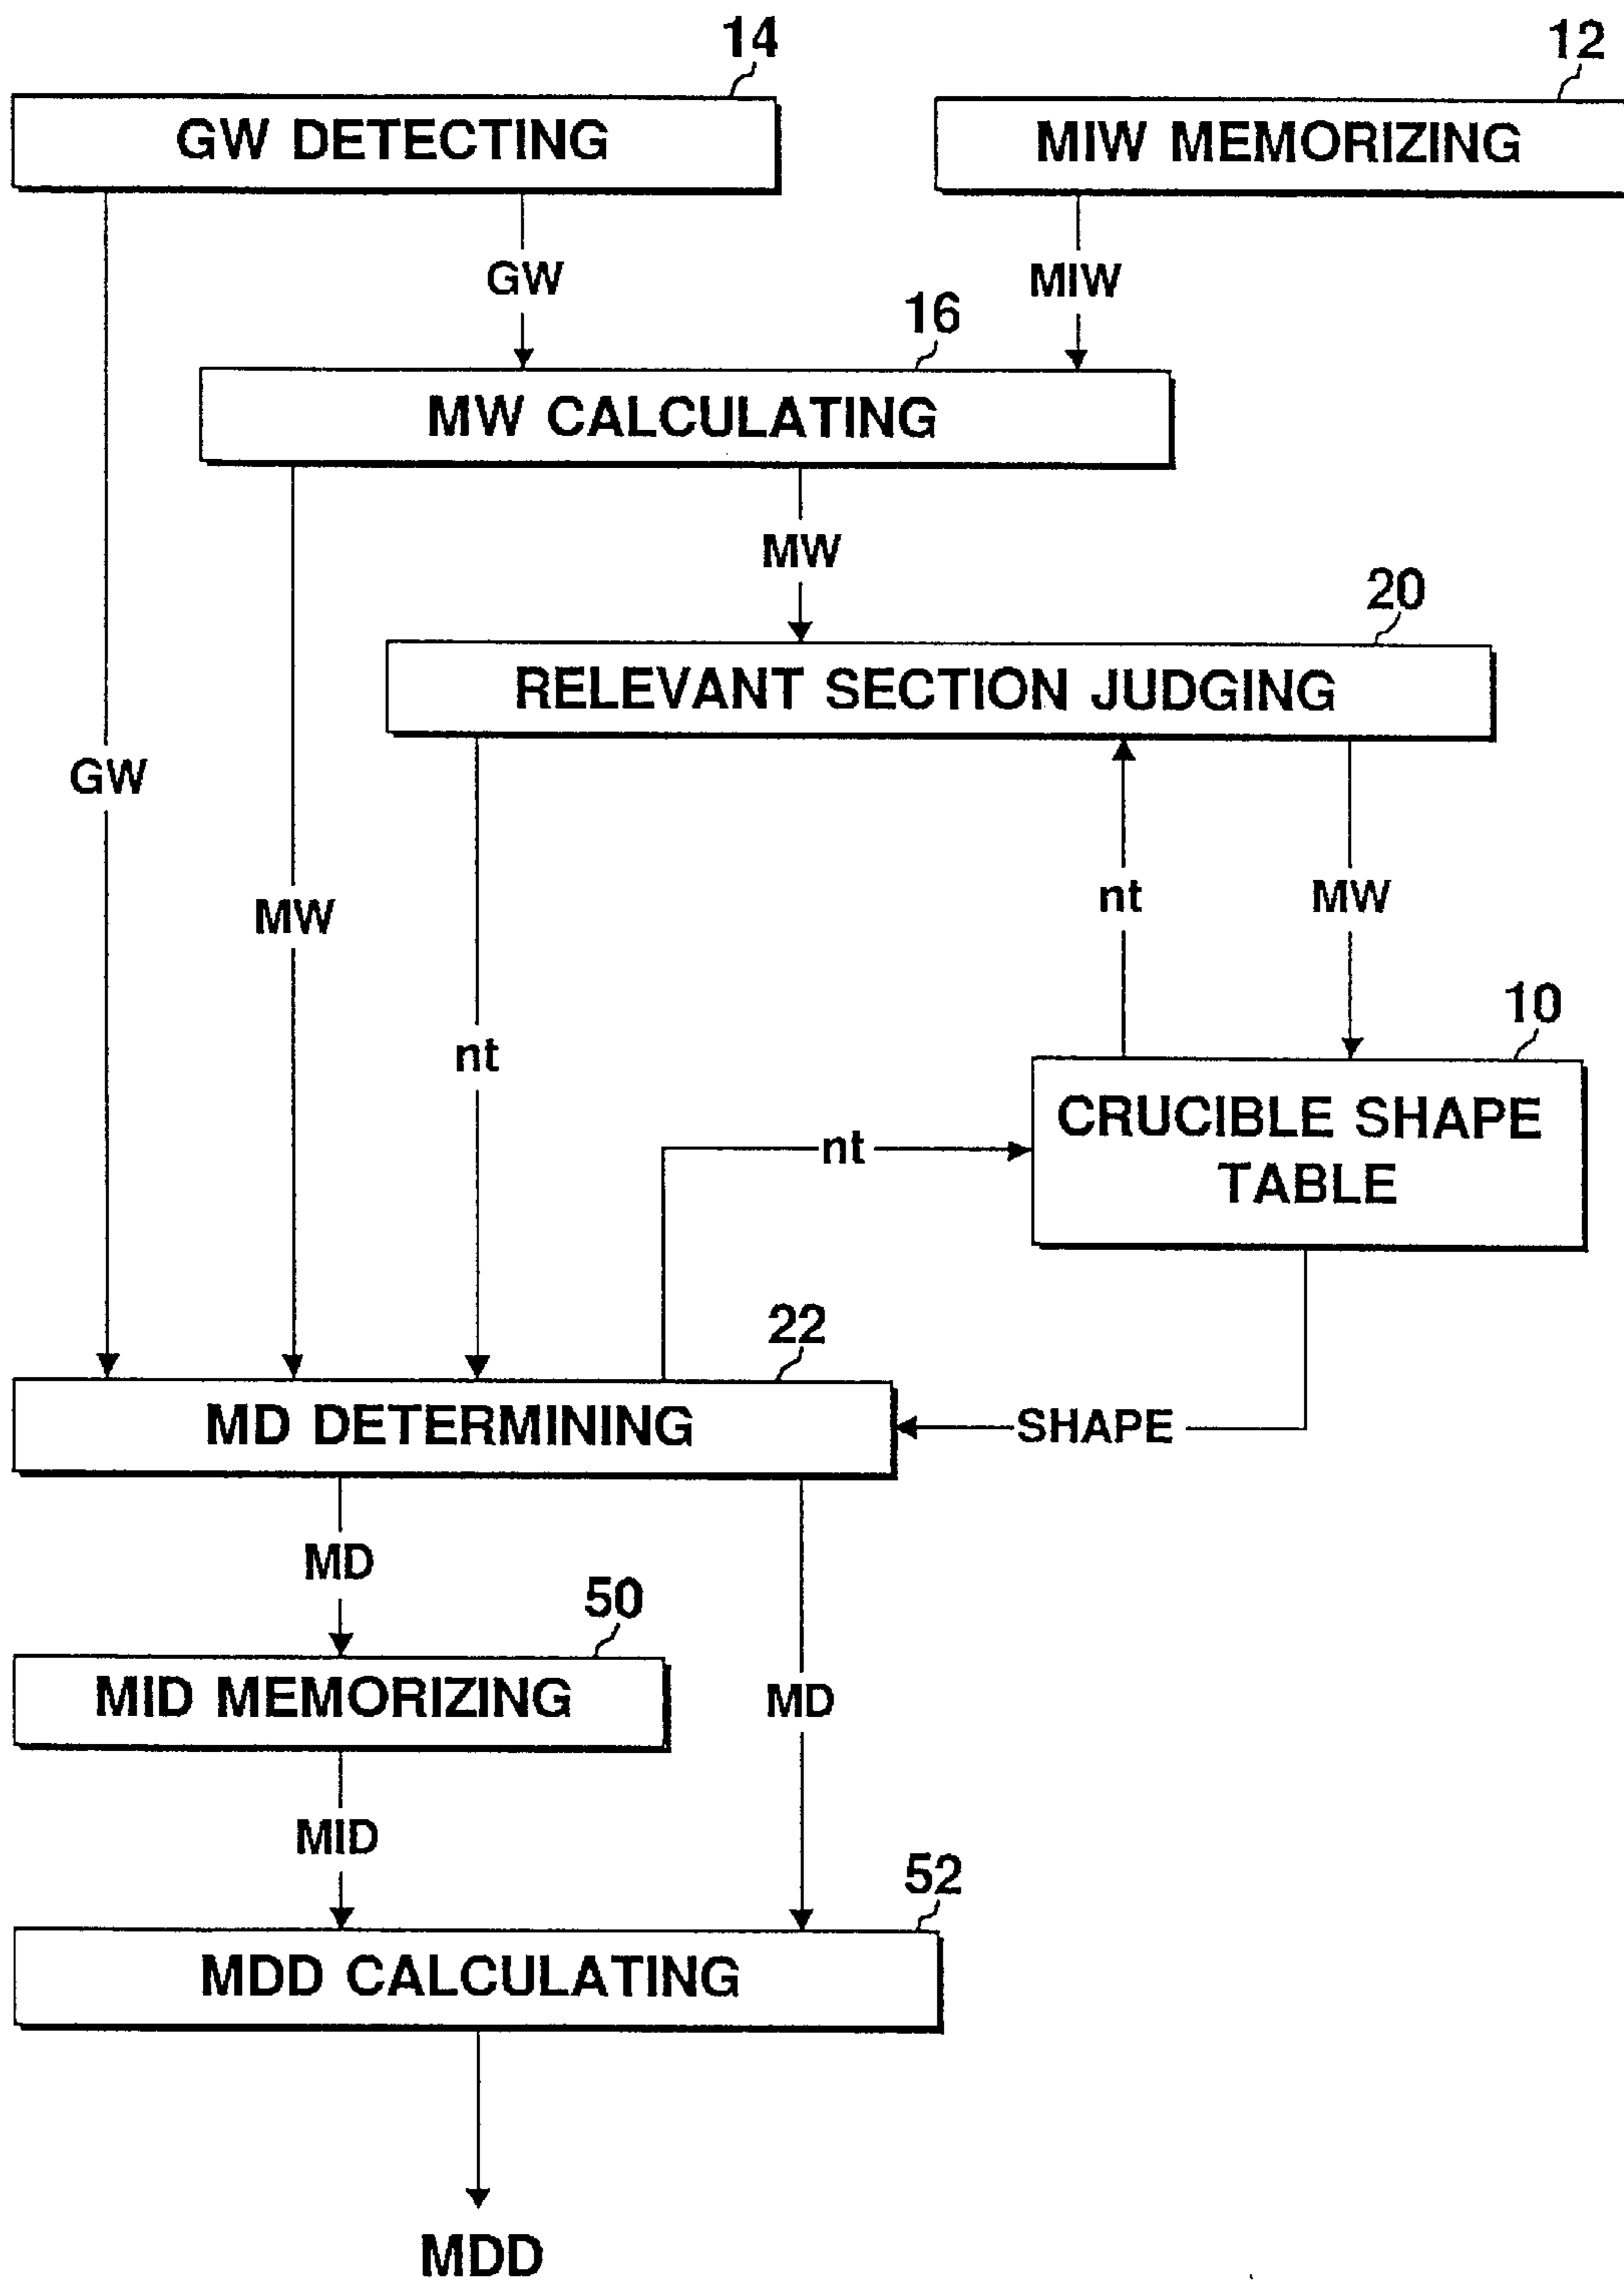 14
12
GW DETECTING
MIW MEMORIZING
GW
MIW
16
MW CALCULATING
MW
20
RELEVANT SECTION JUDGING
GW
nt
MW
MW
10
nt
CRUCIBLE SHAPE
TABLE
nt
22
MD DETERMINING
SHAPE
MD
50
MID MEMORIZING
MD
MID
52
MDD CALCULATING
MDD